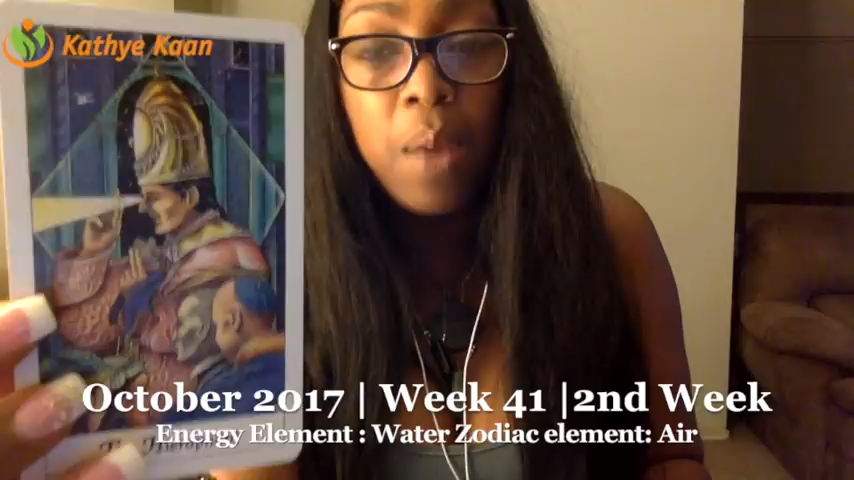 Kathye Kaan
October 2017 | Week 41 |2nd Week
Energy Element : Water Zodiac element: Air